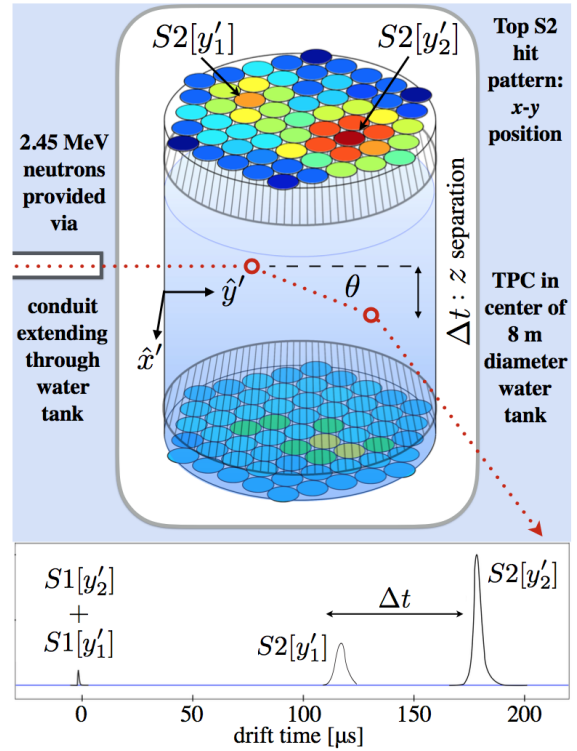 S2[y′₁]
S2[y′₂]
Top S2
hit
pattern:
x-y
position
2.45 MeV
neutrons
provided
via
conduit
extending
through
water
tank
ŷ′
x̂′
θ
Δt : z separation
TPC in
center of
8 m
diameter
water
tank
S1[y′₂]
+
S1[y′₁]
S2[y′₁]
Δt
S2[y′₂]
0 50 100 150 200
drift time [µs]